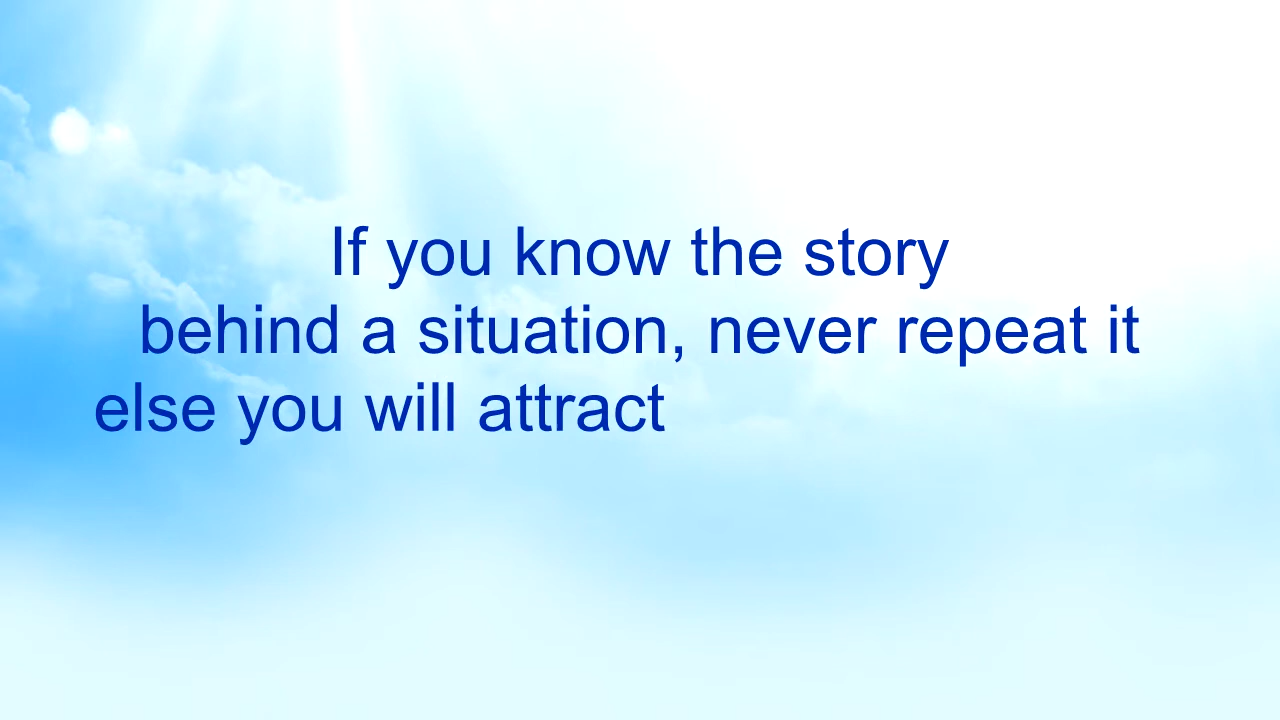 If you know the story
behind a situation, never repeat it
else you will attract